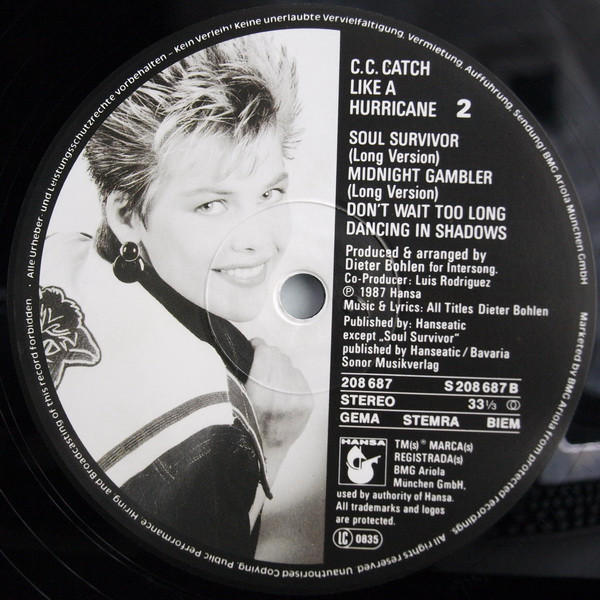 C.C. CATCH
LIKE A
HURRICANE 2
SOUL SURVIVOR
(Long Version)
MIDNIGHT GAMBLER
(Long Version)
DON'T WAIT TOO LONG
DANCING IN SHADOWS
Produced & arranged by
Dieter Bohlen for Intersong.
Co-Producer: Luis Rodriguez
℗ 1987 Hansa
Music & Lyrics: All Titles Dieter Bohlen
Published by: Hanseatic
except „Soul Survivor"
published by Hanseatic/Bavaria
Sonor Musikverlag
208 687 S 208 687 B
STEREO 33 1/3
GEMA STEMRA BIEM
HANSA
TM(s) ® MARCA(s)
REGISTRADA(s)
BMG Ariola
München GmbH,
used by authority of Hansa.
All trademarks and logos
are protected.
LC 0835
· Alle Urheber- und Leistungsschutzrechte vorbehalten – Kein Verleih! Keine unerlaubte Vervielfältigung, Vermietung, Aufführung, Sendung! BMG Ariola München GmbH
Marketed by BMG Ariola from protected recordings. All rights reserved. Unauthorised Copying, Public Performance, Hiring and Broadcasting of this record forbidden